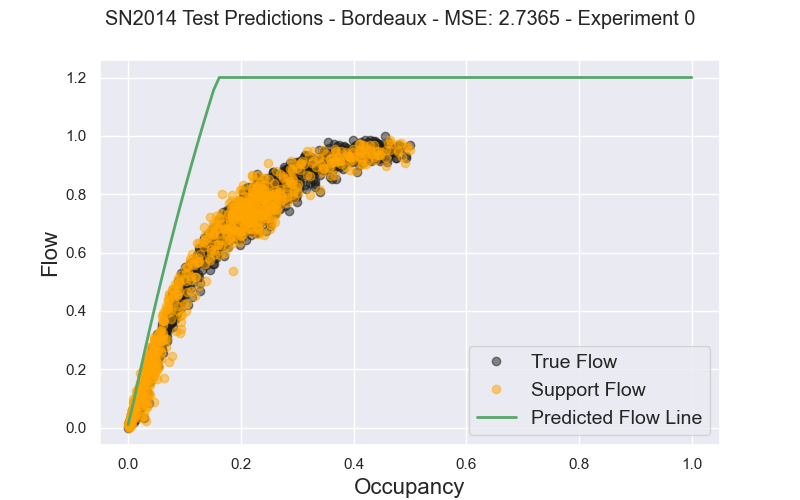 SN2014 Test Predictions - Bordeaux - MSE: 2.7365 - Experiment 0
1.2
1.0
0.8
0.6
0.4
0.2
0.0
Flow
True Flow
Support Flow
Predicted Flow Line
0.0 0.2 0.4 0.6 0.8 1.0
Occupancy